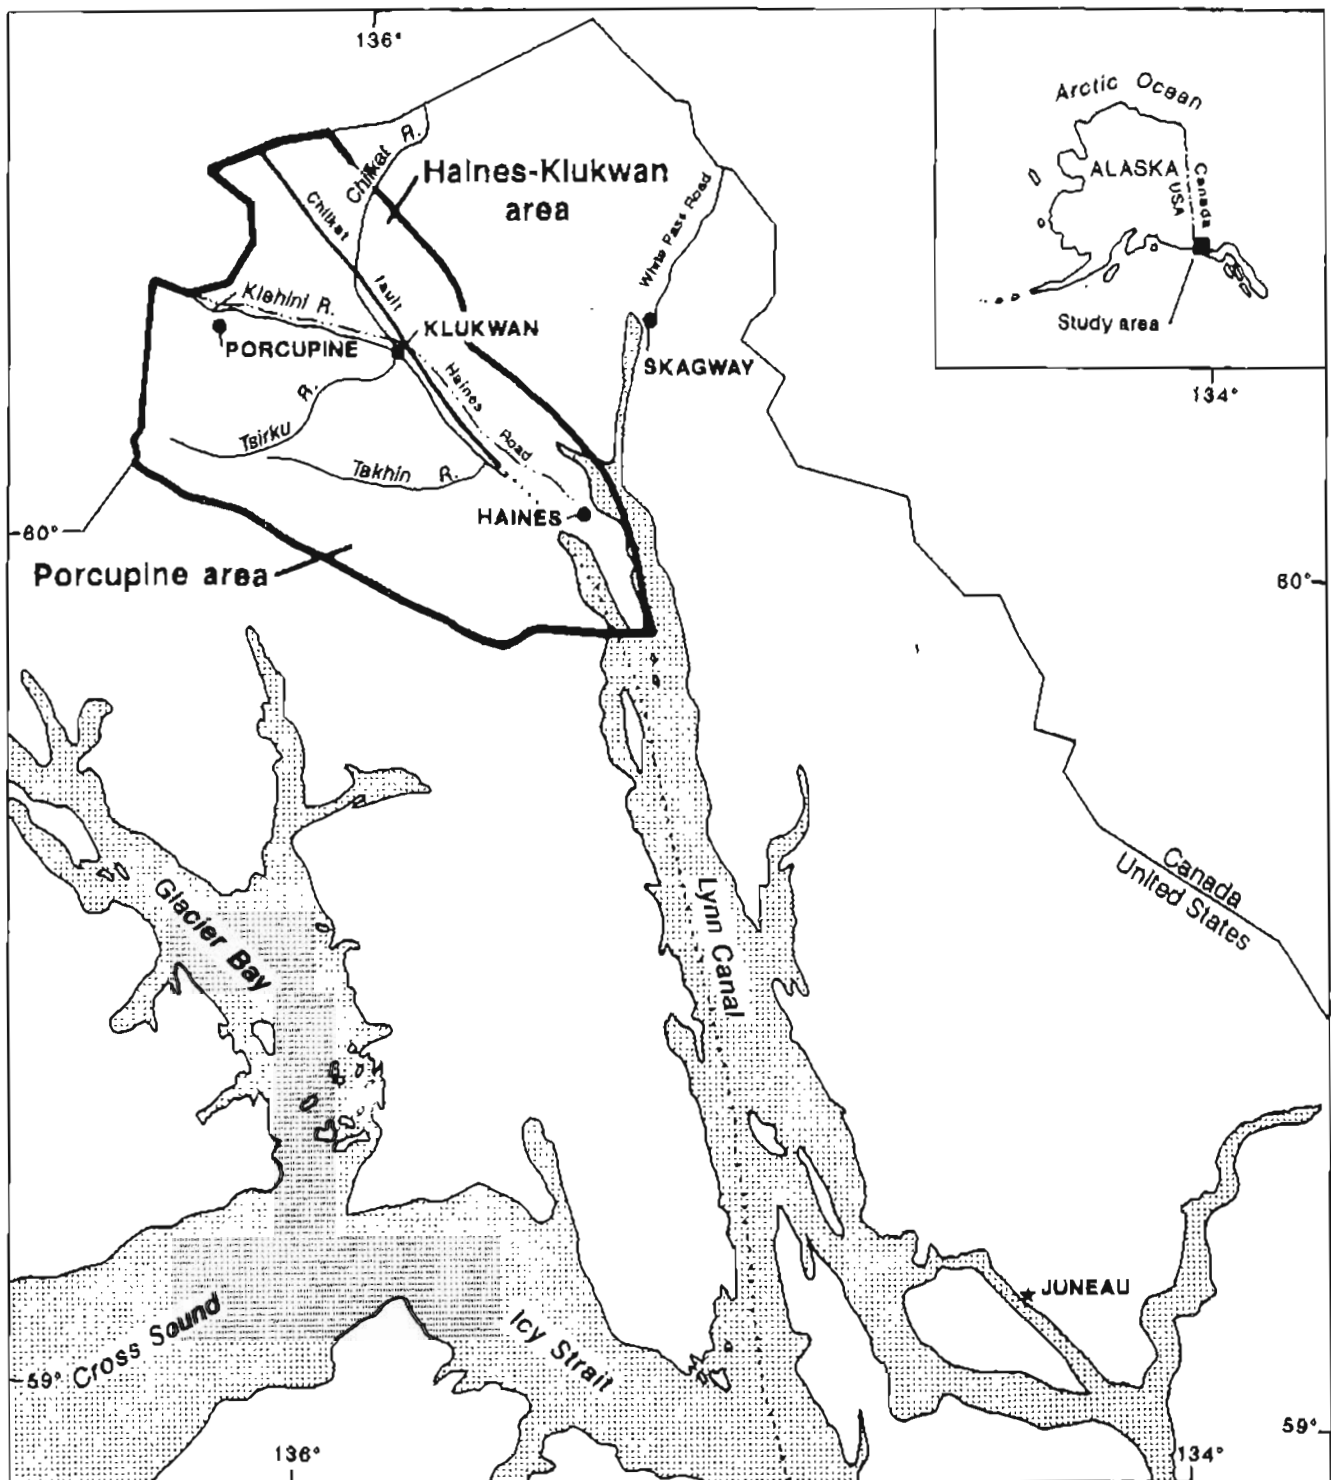 136°
Arctic Ocean
ALASKA
Canada
USA
Study area
134°
Chilkat R.
Haines-Klukwan
area
Chilkat
fault
White Pass Road
Klehini R.
KLUKWAN
PORCUPINE
SKAGWAY
Haines
Road
Tsirku R.
Takhin R.
HAINES
60°
Porcupine area
60°
Canada
United States
Glacier Bay
Lynn Canal
JUNEAU
Cross Sound
Icy Strait
59°
59°
136°
134°